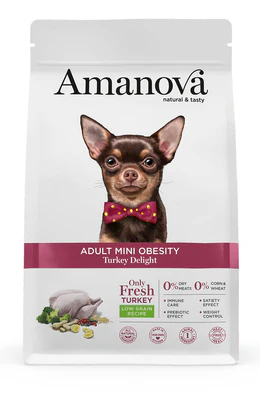 Amanova
natural & tasty
ADULT MINI OBESITY
Turkey Delight
Only
Fresh
TURKEY
LOW GRAIN
RECIPE
0% DRY
MEATS
0% CORN &
WHEAT
• IMMUNE
CARE
• SATIETY
EFFECT
• PREBIOTIC
EFFECT
• WEIGHT
CONTROL